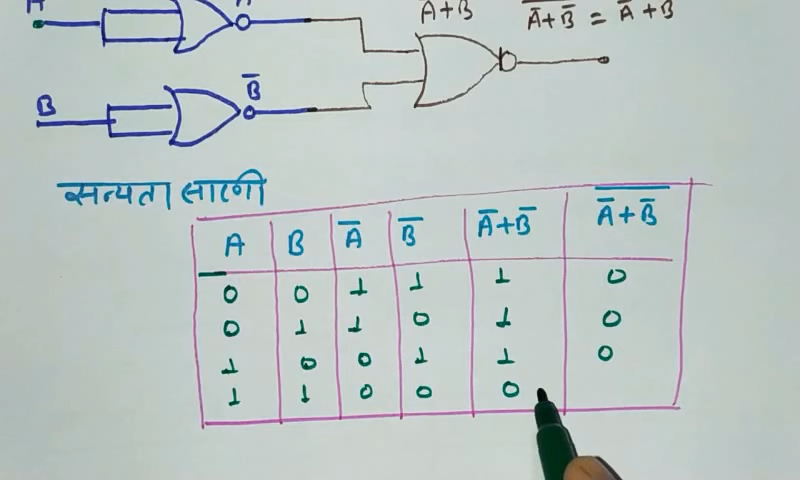 A+B
A̅+B̅ = A̅+B
B̅
B
सत्यता सारणी
A B A̅ B̅ A̅+B̅ \overline{A̅+B̅}
0 0 1 1 1 0
0 1 1 0 1 0
1 0 0 1 1 0
1 1 0 0 0